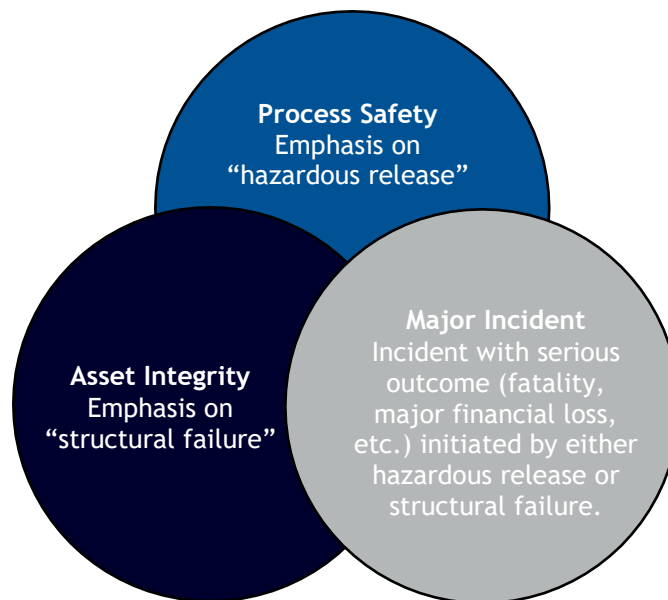 Process Safety
Emphasis on
“hazardous release”
Asset Integrity
Emphasis on
“structural failure”
Major Incident
Incident with serious
outcome (fatality,
major financial loss,
etc.) initiated by either
hazardous release or
structural failure.